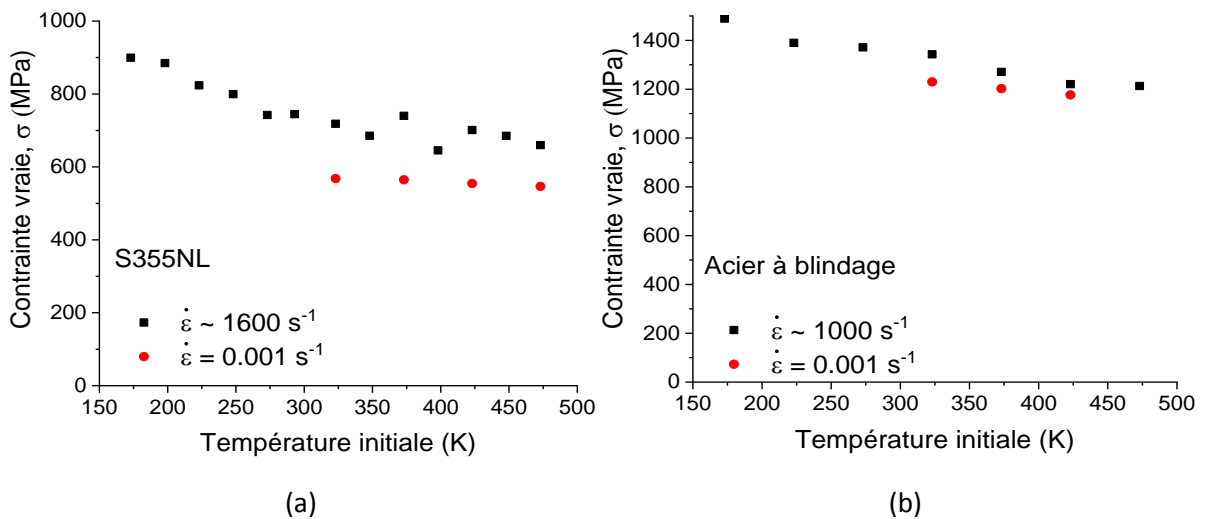 1000
800
600
400
200
0
Contrainte vraie, σ (MPa)
S355NL
ε̇ ~ 1600 s⁻¹
ε̇ = 0.001 s⁻¹
150 200 250 300 350 400 450 500
Température initiale (K)
(a)
1400
1200
1000
800
600
400
200
0
Contrainte vraie, σ (MPa)
Acier à blindage
ε̇ ~ 1000 s⁻¹
ε̇ = 0.001 s⁻¹
150 200 250 300 350 400 450 500
Température initiale (K)
(b)